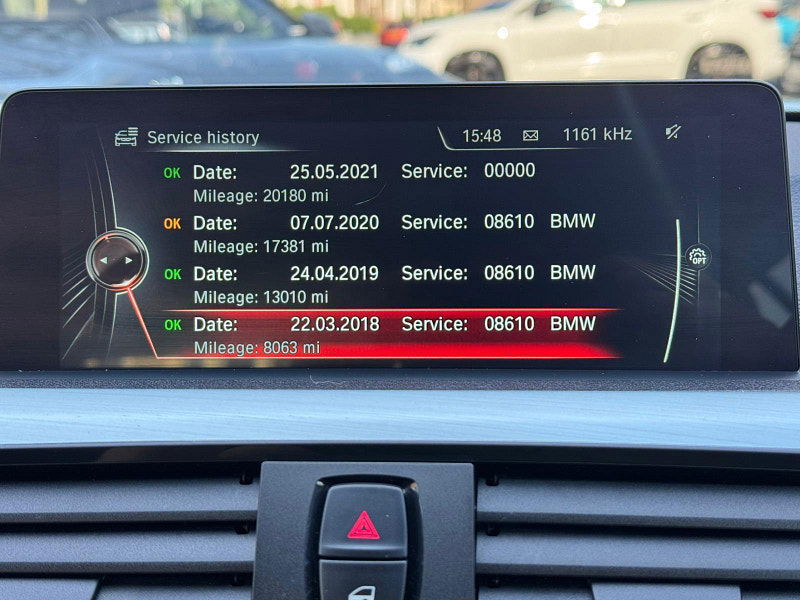 Service history 15:48 1161 kHz
OK Date: 25.05.2021 Service: 00000
Mileage: 20180 mi
OK Date: 07.07.2020 Service: 08610 BMW
Mileage: 17381 mi
OK Date: 24.04.2019 Service: 08610 BMW
Mileage: 13010 mi
OPT
OK Date: 22.03.2018 Service: 08610 BMW
Mileage: 8063 mi